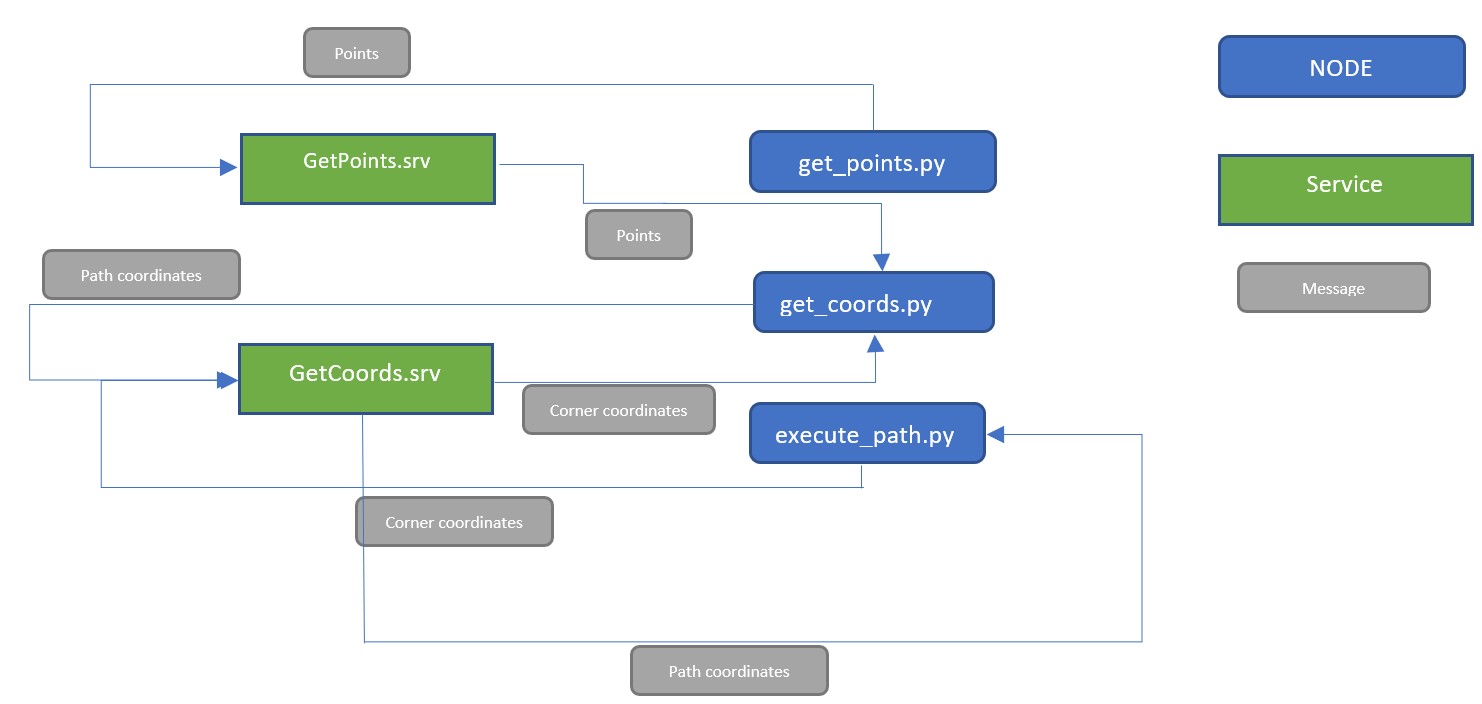 Points
NODE
GetPoints.srv
get_points.py
Service
Points
Path coordinates
Message
get_coords.py
GetCoords.srv
Corner coordinates
execute_path.py
Corner coordinates
Path coordinates